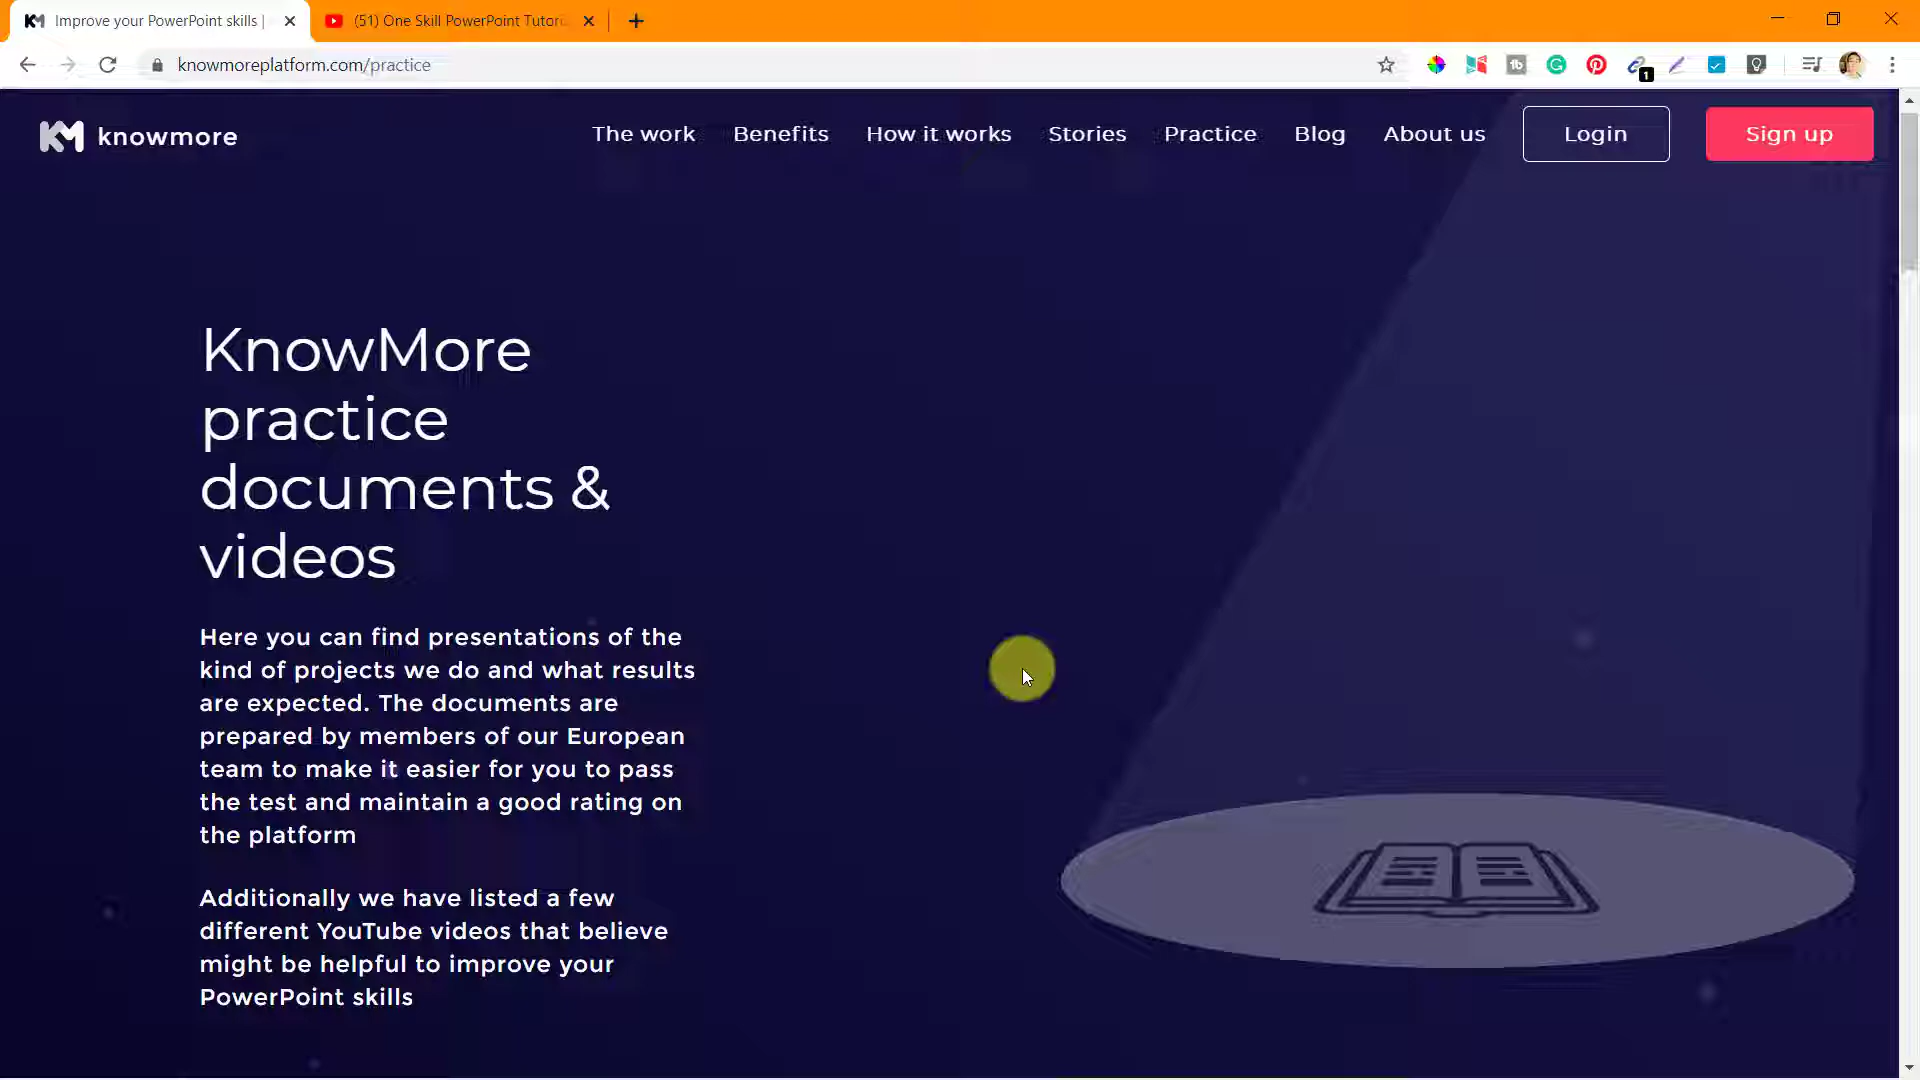 Improve your PowerPoint skills |
(51) One Skill PowerPoint Tutori
knowmoreplatform.com/practice
1
KM knowmore
The work
Benefits
How it works
Stories
Practice
Blog
About us
Login
Sign up
KnowMore
practice
documents &
videos
Here you can find presentations of the
kind of projects we do and what results
are expected. The documents are
prepared by members of our European
team to make it easier for you to pass
the test and maintain a good rating on
the platform
Additionally we have listed a few
different YouTube videos that believe
might be helpful to improve your
PowerPoint skills